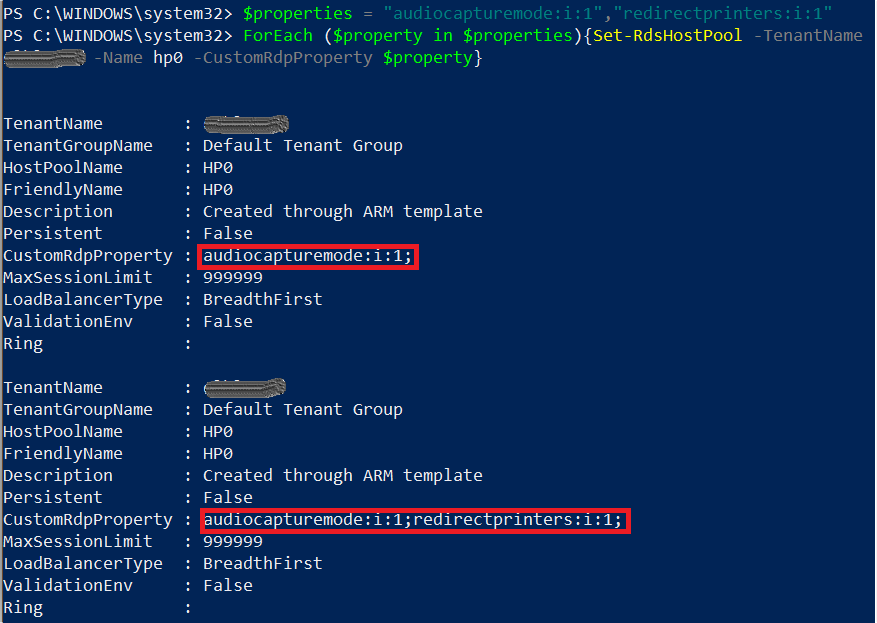 PS C:\WINDOWS\system32> $properties = "audiocapturemode:i:1","redirectprinters:i:1"
PS C:\WINDOWS\system32> ForEach ($property in $properties){Set-RdsHostPool -TenantName
-Name hp0 -CustomRdpProperty $property}
TenantName :
TenantGroupName : Default Tenant Group
HostPoolName : HP0
FriendlyName : HP0
Description : Created through ARM template
Persistent : False
CustomRdpProperty : audiocapturemode:i:1;
MaxSessionLimit : 999999
LoadBalancerType : BreadthFirst
ValidationEnv : False
Ring :
TenantName :
TenantGroupName : Default Tenant Group
HostPoolName : HP0
FriendlyName : HP0
Description : Created through ARM template
Persistent : False
CustomRdpProperty : audiocapturemode:i:1;redirectprinters:i:1;
MaxSessionLimit : 999999
LoadBalancerType : BreadthFirst
ValidationEnv : False
Ring :